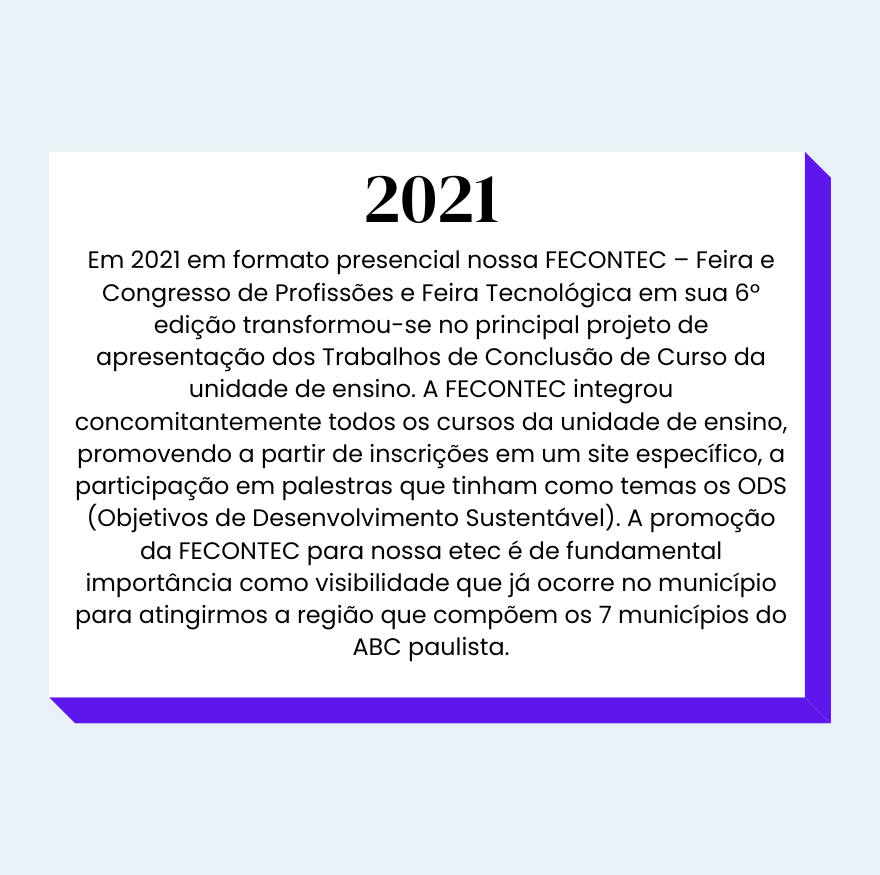 2021
Em 2021 em formato presencial nossa FECONTEC – Feira e
Congresso de Profissões e Feira Tecnológica em sua 6º
edição transformou-se no principal projeto de
apresentação dos Trabalhos de Conclusão de Curso da
unidade de ensino. A FECONTEC integrou
concomitantemente todos os cursos da unidade de ensino,
promovendo a partir de inscrições em um site específico, a
participação em palestras que tinham como temas os ODS
(Objetivos de Desenvolvimento Sustentável). A promoção
da FECONTEC para nossa etec é de fundamental
importância como visibilidade que já ocorre no município
para atingirmos a região que compõem os 7 municípios do
ABC paulista.